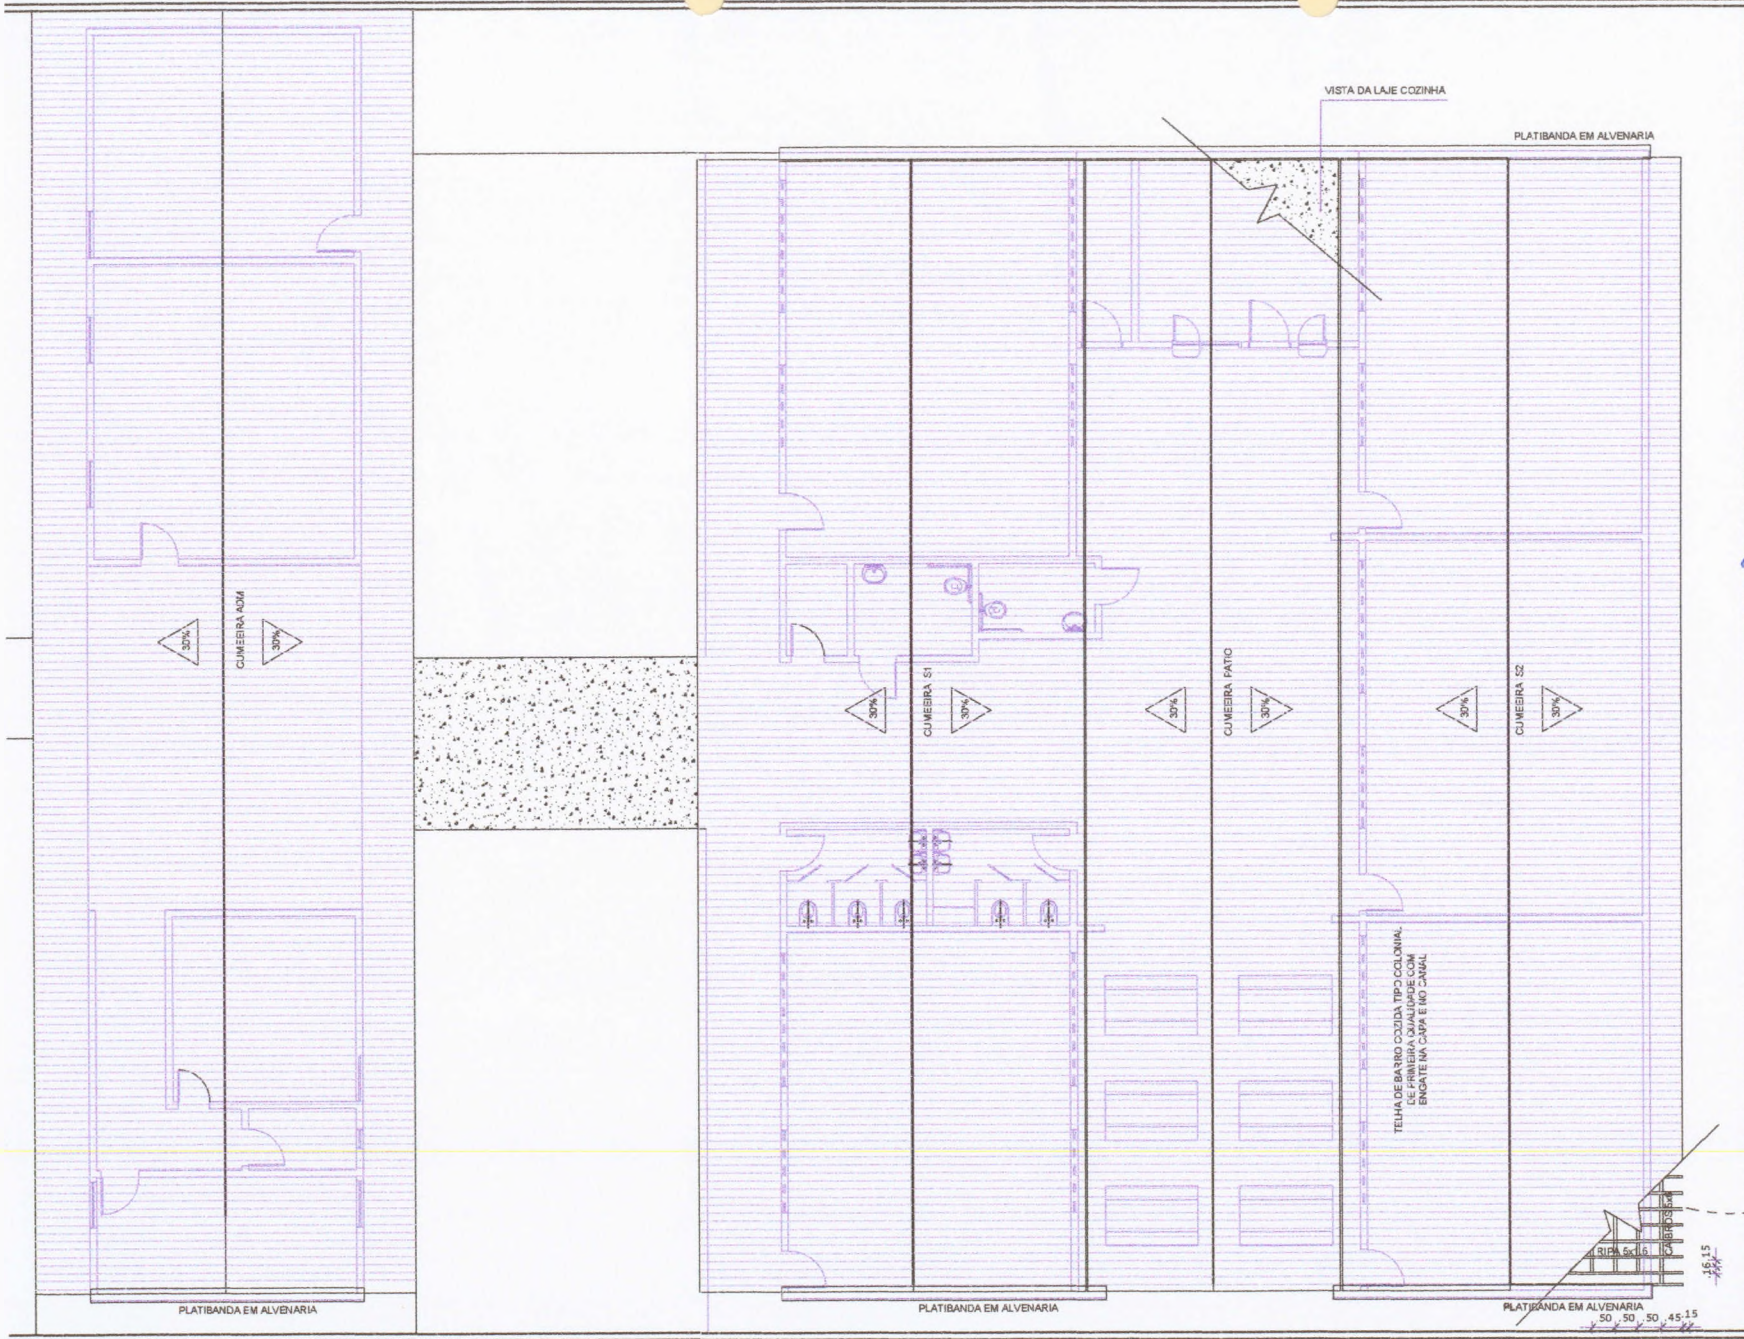 VISTA DA LAJE COZINHA
PLATIBANDA EM ALVENARIA
30%
CUMEEIRA ADM
30%
30%
CUMEEIRA S1
30%
30%
CUMEEIRA PATIO
30%
30%
CUMEEIRA S2
30%
TELHA DE BARRO COZIDA TIPO COLONIAL,
DE PRIMEIRA QUALIDADE COM
ENGATE NA CAPA E NO CANAL
RIPA 5x1.5
CAIBROS 5x6
.16.15
PLATIBANDA EM ALVENARIA
PLATIBANDA EM ALVENARIA
PLATIBANDA EM ALVENARIA
.50 .50 .50 .45.15